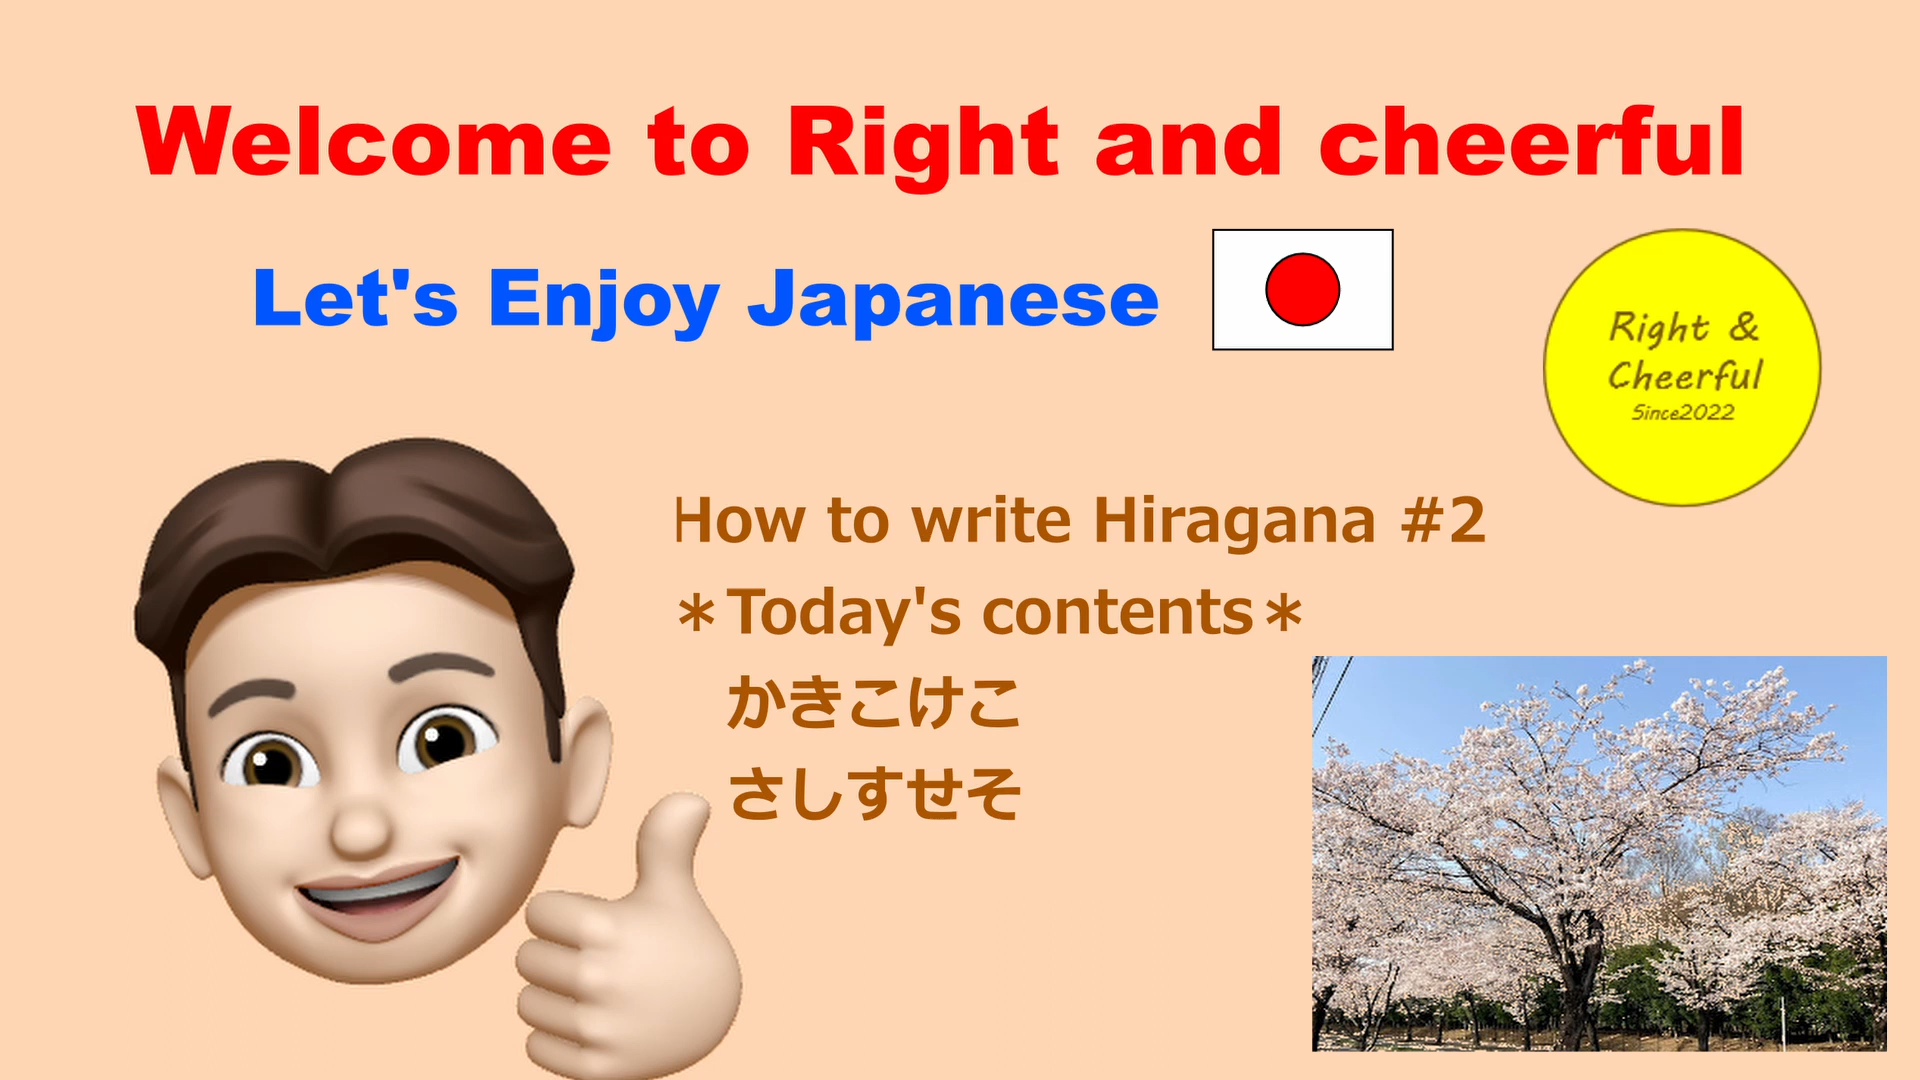 Welcome to Right and cheerful
Let's Enjoy Japanese
Right &
Cheerful
Since2022
How to write Hiragana #2
＊Today's contents＊
かきこけこ
さしすせそ